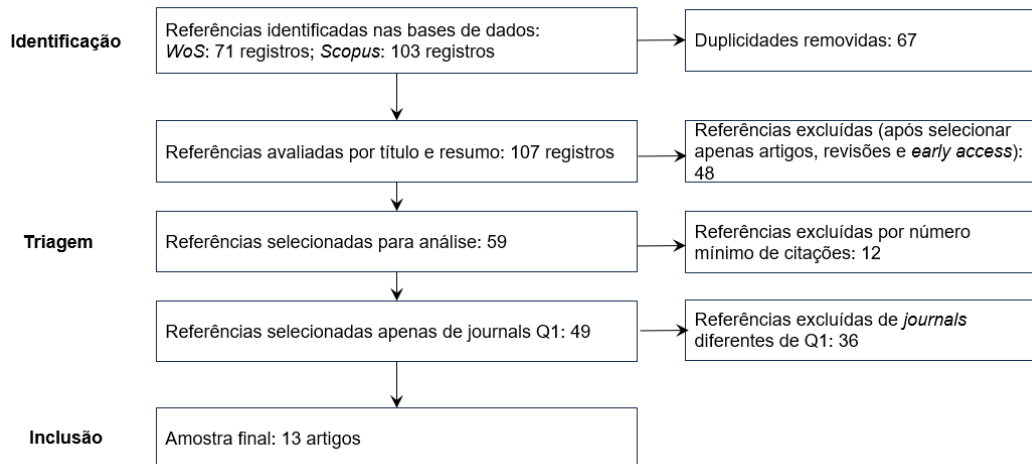 Identificação
Referências identificadas nas bases de dados:
WoS: 71 registros; Scopus: 103 registros
Duplicidades removidas: 67
Referências avaliadas por título e resumo: 107 registros
Referências excluídas (após selecionar
apenas artigos, revisões e early access):
48
Triagem
Referências selecionadas para análise: 59
Referências excluídas por número
mínimo de citações: 12
Referências selecionadas apenas de journals Q1: 49
Referências excluídas de journals
diferentes de Q1: 36
Inclusão
Amostra final: 13 artigos